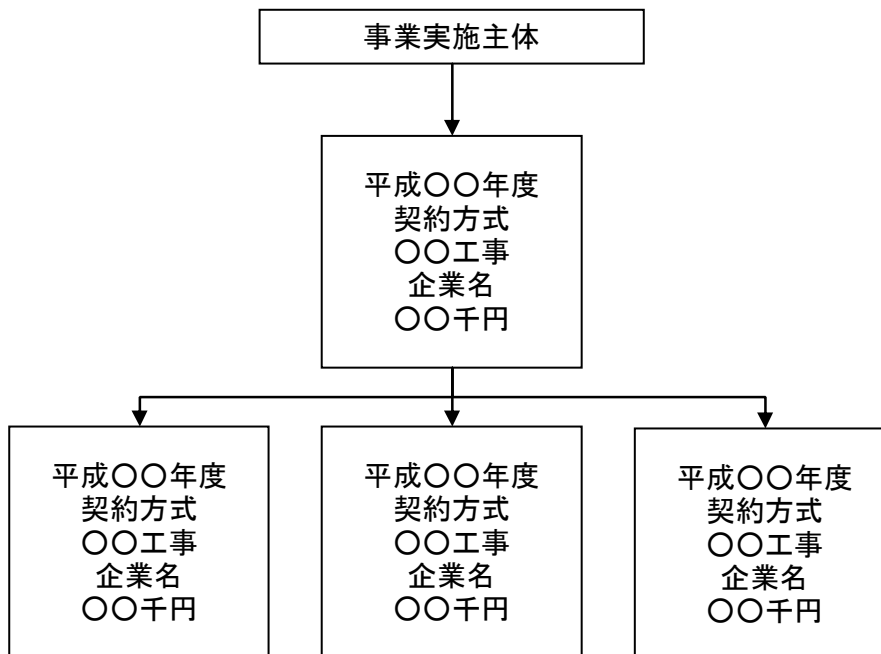 事業実施主体
平成〇〇年度
契約方式
〇〇工事
企業名
〇〇千円
平成〇〇年度
契約方式
〇〇工事
企業名
〇〇千円
平成〇〇年度
契約方式
〇〇工事
企業名
〇〇千円
平成〇〇年度
契約方式
〇〇工事
企業名
〇〇千円